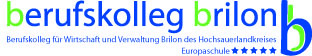 berufskolleg brilon
Berufskolleg für Wirtschaft und Verwaltung Brilon des Hochsauerlandkreises
Europaschule ★★★★★
b